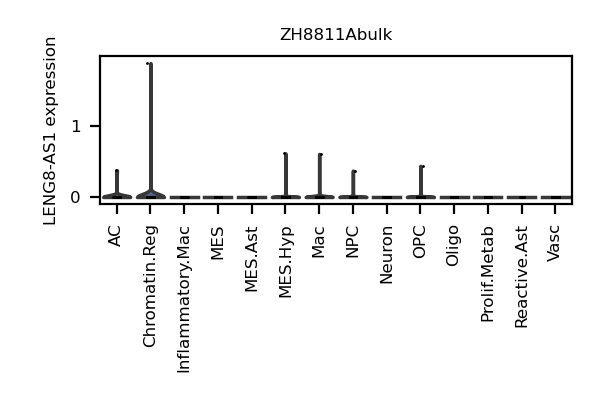 ZH8811Abulk
LENG8-AS1 expression
1
0
AC
Chromatin.Reg
Inflammatory.Mac
MES
MES.Ast
MES.Hyp
Mac
NPC
Neuron
OPC
Oligo
Prolif.Metab
Reactive.Ast
Vasc